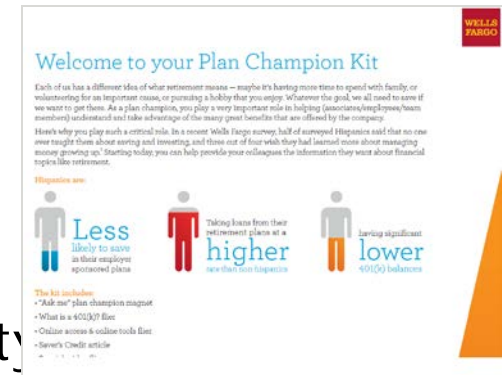 WELLS
FARGO
Welcome to your Plan Champion Kit
Each of us has a different idea of what retirement means — maybe it's having more time to spend with family, or
volunteering for an important cause, or pursuing a hobby that you enjoy. Whatever the goal, we all need to save if
we want to get there. As a plan champion, you play a very important role in helping (associates/employees/team
members) understand and take advantage of the many great benefits that are offered by the company.
Here's why you play such a critical role. In a recent Wells Fargo survey, half of surveyed Hispanics said that no one
ever taught them about saving and investing, and three out of four wish they had learned more about managing
money growing up.¹ Starting today, you can help provide your colleagues the information they want about financial
topics like retirement.
Hispanics are:
Less
likely to save
in their employer
sponsored plans
Taking loans from their
retirement plans at a
higher
rate than non hispanics
having significant
lower
401(k) balances
The kit includes:
• "Ask me" plan champion magnet
• What is a 401(k)? flier
• Online access & online tools flier
• Saver's Credit article
ty